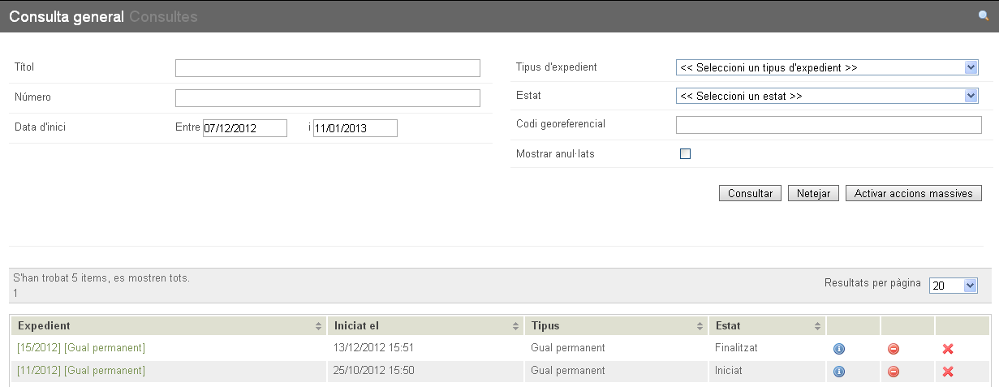 Consulta general Consultes
Títol
Número
Data d'inici Entre 07/12/2012 i 11/01/2013
Tipus d'expedient << Seleccioni un tipus d'expedient >>
Estat << Seleccioni un estat >>
Codi georeferencial
Mostrar anul·lats
Consultar Netejar Activar accions massives
S'han trobat 5 items, es mostren tots.
1
Resultats per pàgina 20
Expedient Iniciat el Tipus Estat
[15/2012] [Gual permanent] 13/12/2012 15:51 Gual permanent Finalitzat
[11/2012] [Gual permanent] 25/10/2012 15:50 Gual permanent Iniciat